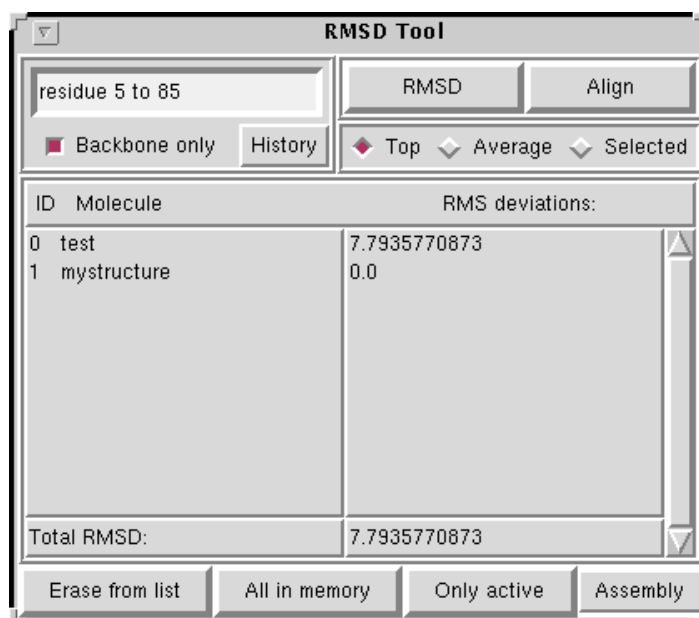 RMSD Tool
residue 5 to 85
RMSD Align
Backbone only History
Top Average Selected
ID Molecule RMS deviations:
0 test 7.7935770873
1 mystructure 0.0
Total RMSD: 7.7935770873
Erase from list All in memory Only active Assembly